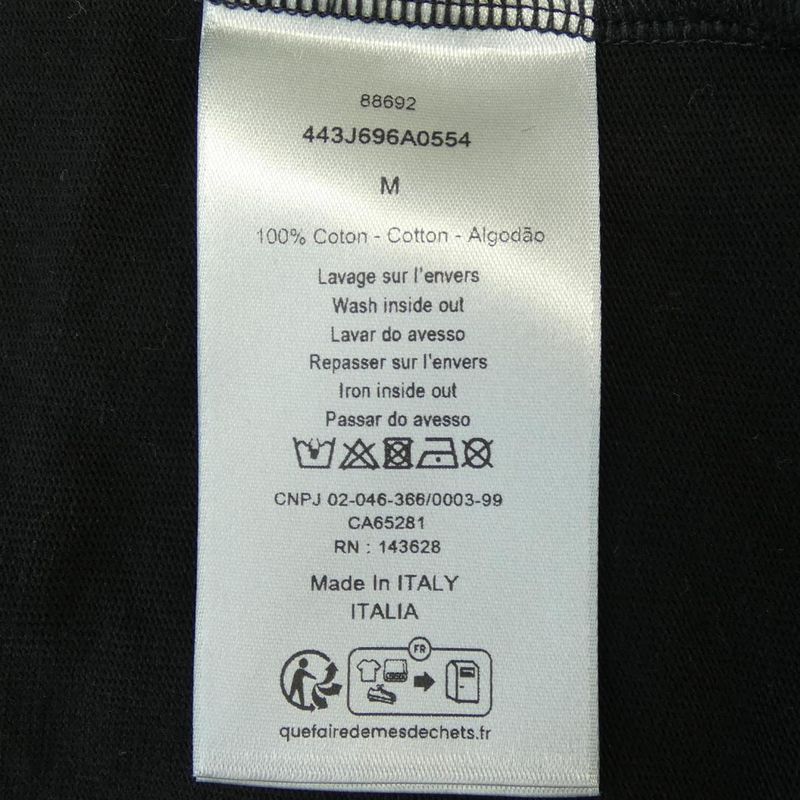 88692
443J696A0554
M
100% Coton - Cotton - Algodão
Lavage sur l'envers
Wash inside out
Lavar do avesso
Repasser sur l'envers
Iron inside out
Passar do avesso
CNPJ 02-046-366/0003-99
CA65281
RN : 143628
Made In ITALY
ITALIA
FR
quefairedemesdechets.fr